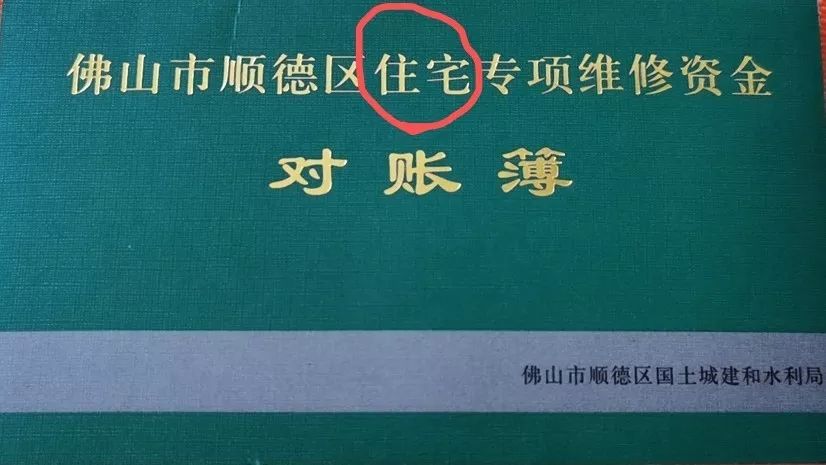 佛山市顺德区住宅专项维修资金
对账簿
佛山市顺德区国土城建和水利局